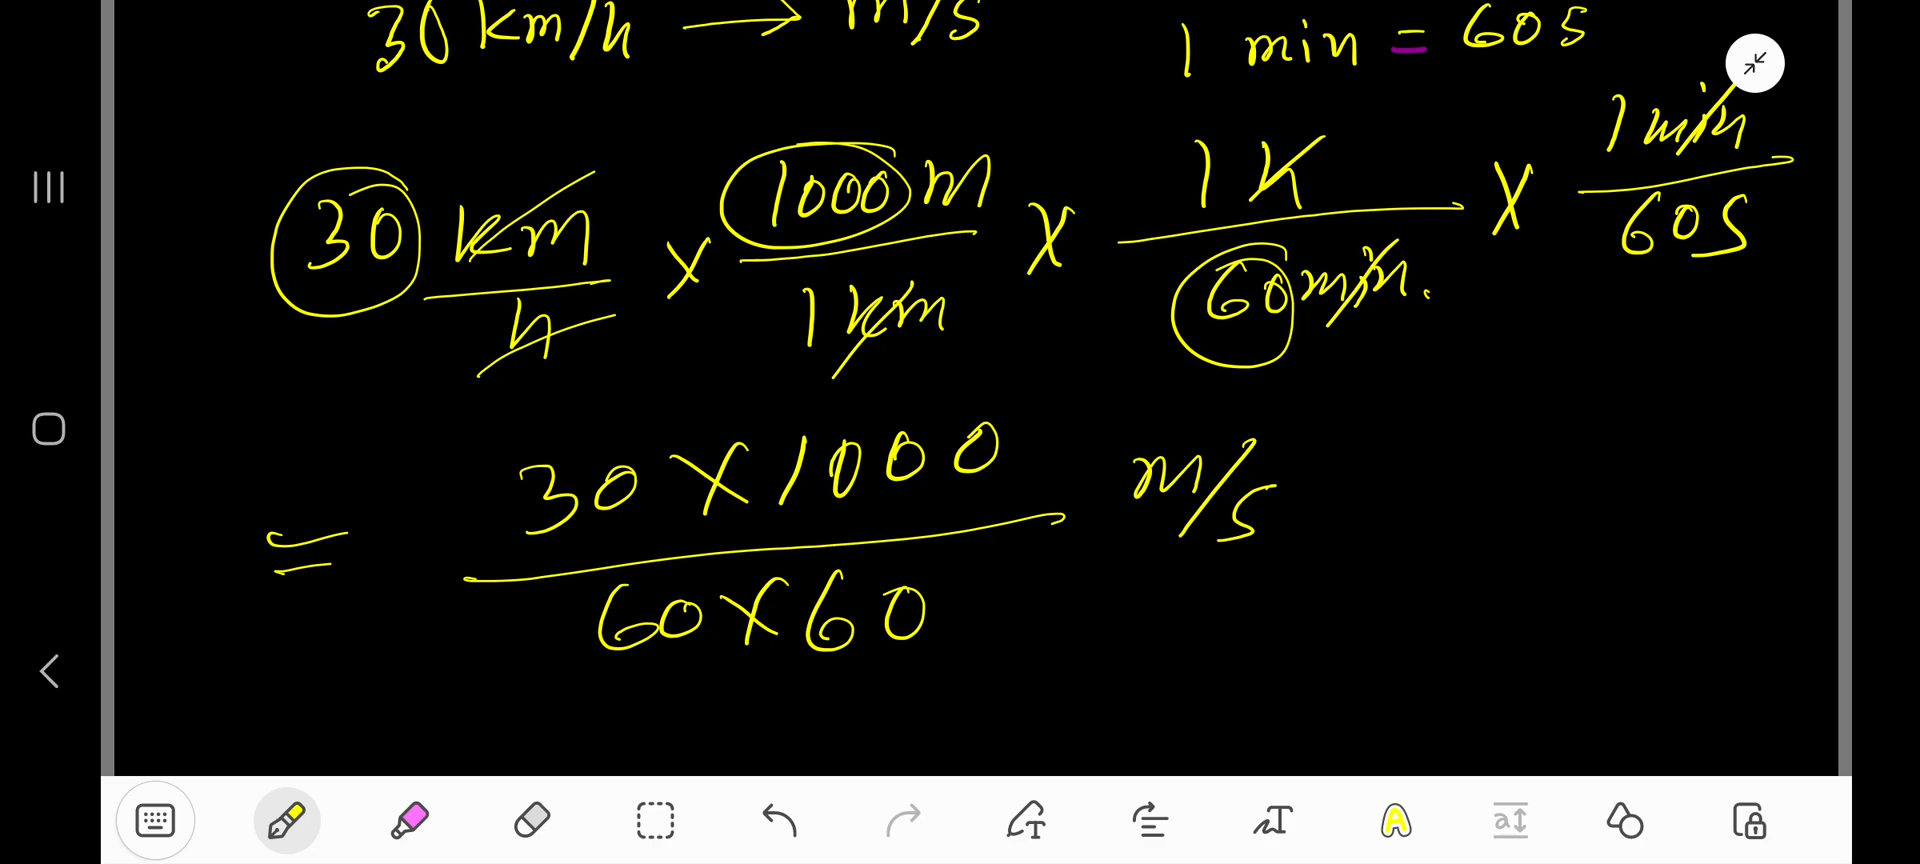 30 km/h → m/s
1 min = 60s
30 km/h × 1000 m/1 km × 1 h/60 min. × 1 min/60 s
= 30 × 1000/60 × 60 m/s